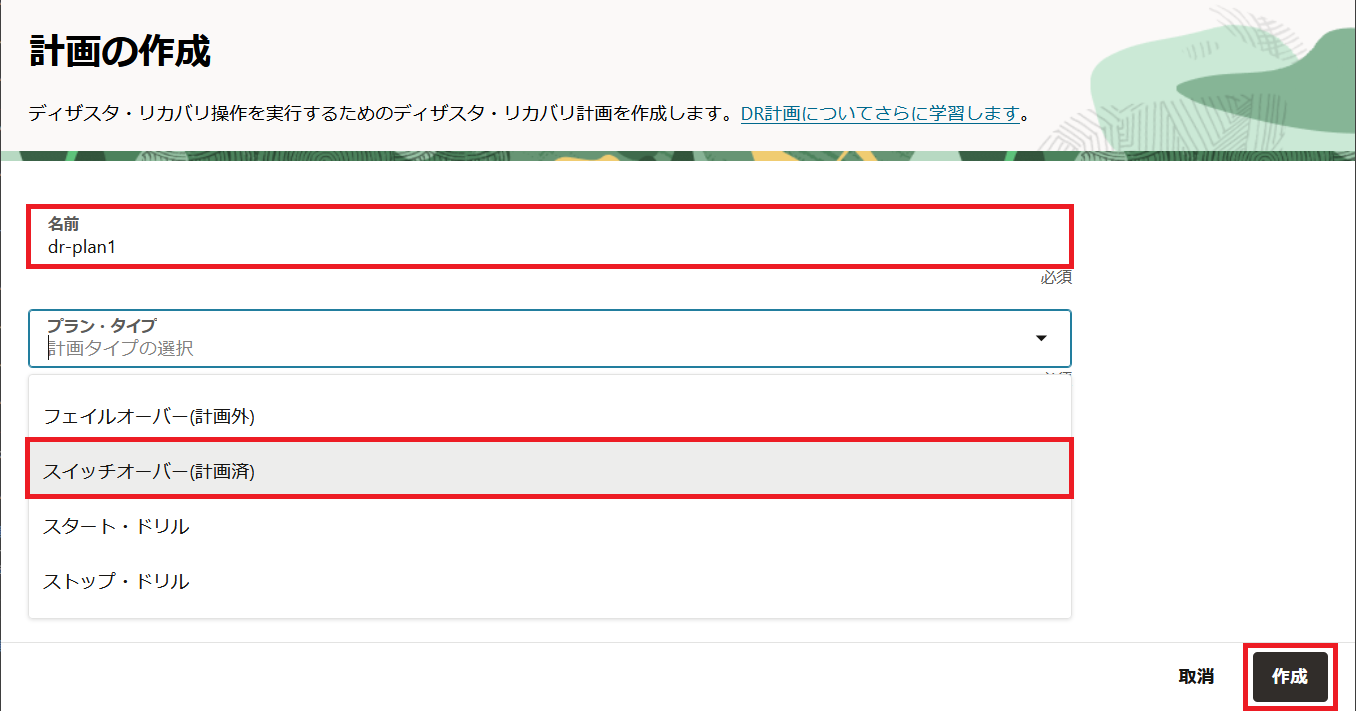 計画の作成
ディザスタ・リカバリ操作を実行するためのディザスタ・リカバリ計画を作成します。DR計画についてさらに学習します。
名前
dr-plan1
必須
プラン・タイプ
計画タイプの選択
フェイルオーバー(計画外)
スイッチオーバー(計画済)
スタート・ドリル
ストップ・ドリル
取消
作成